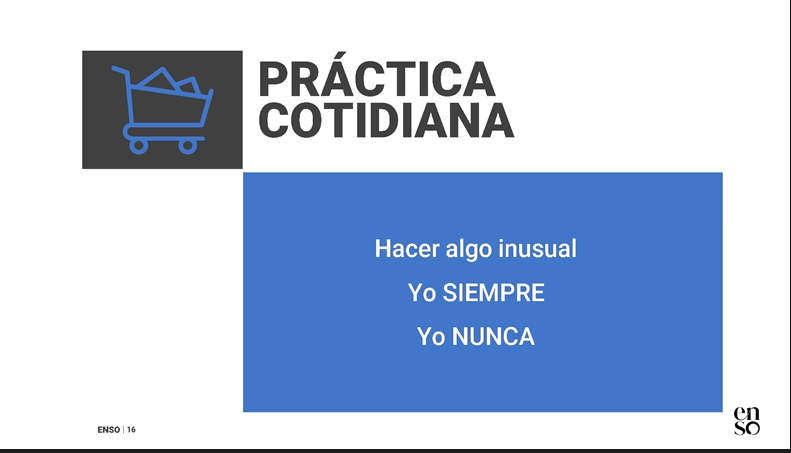 PRÁCTICA
COTIDIANA
Hacer algo inusual
Yo SIEMPRE
Yo NUNCA
ENSO | 16
en
so